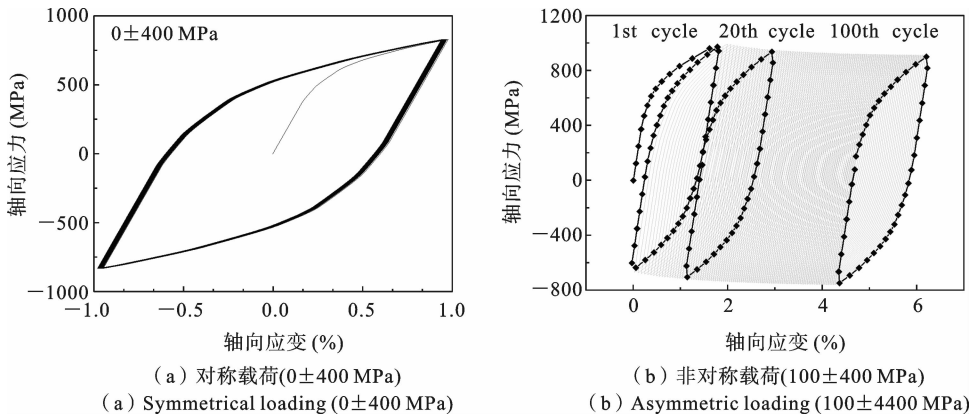 0±400 MPa
1000
500
0
−500
−1000
−1.0 −0.5 0.0 0.5 1.0
轴向应力 (MPa)
轴向应变 (%)
(a)对称载荷(0±400 MPa)
(a) Symmetrical loading (0±400 MPa)
1st cycle 20th cycle 100th cycle
1200
800
400
0
−400
−800
0 2 4 6
轴向应力 (MPa)
轴向应变 (%)
(b)非对称载荷(100±400 MPa)
(b) Asymmetric loading (100±4400 MPa)